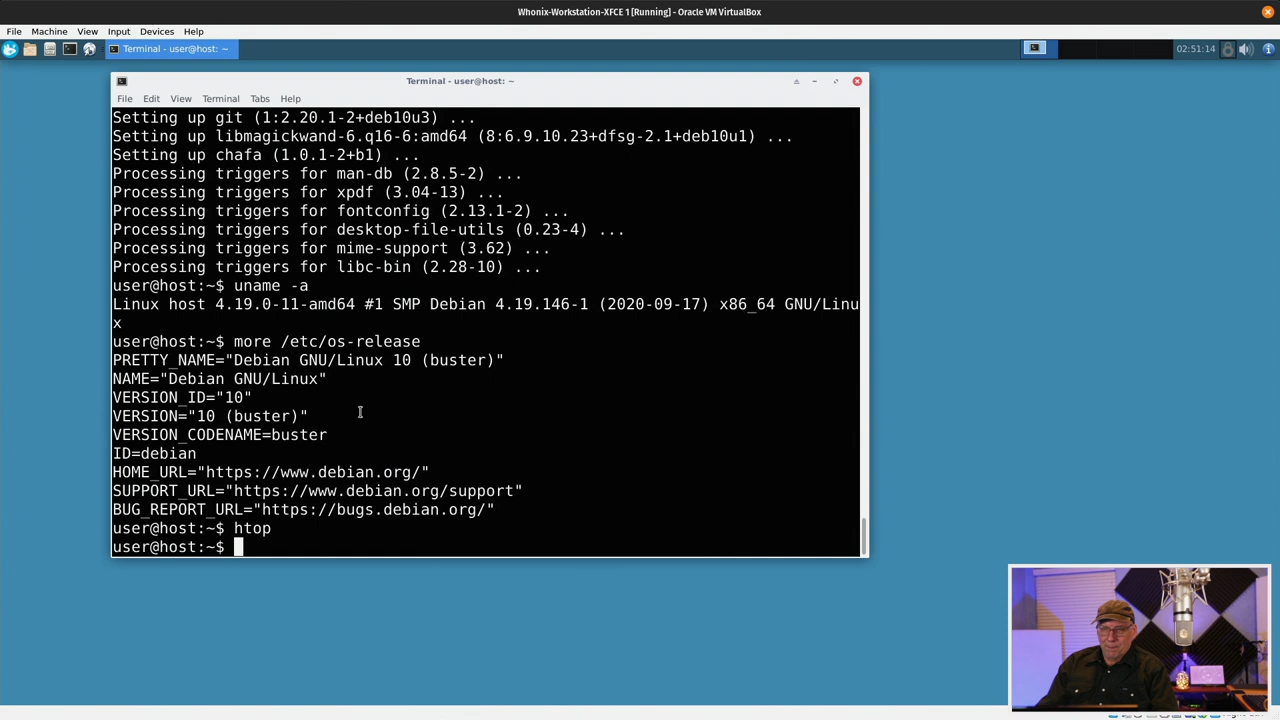 Whonix-Workstation-XFCE 1 [Running] - Oracle VM VirtualBox
File Machine View Input Devices Help
Terminal - user@host: ~
02:51:14
Terminal - user@host: ~
File Edit View Terminal Tabs Help
Setting up git (1:2.20.1-2+deb10u3) ...
Setting up libmagickwand-6.q16-6:amd64 (8:6.9.10.23+dfsg-2.1+deb10u1) ...
Setting up chafa (1.0.1-2+b1) ...
Processing triggers for man-db (2.8.5-2) ...
Processing triggers for xpdf (3.04-13) ...
Processing triggers for fontconfig (2.13.1-2) ...
Processing triggers for desktop-file-utils (0.23-4) ...
Processing triggers for mime-support (3.62) ...
Processing triggers for libc-bin (2.28-10) ...
user@host:~$ uname -a
Linux host 4.19.0-11-amd64 #1 SMP Debian 4.19.146-1 (2020-09-17) x86_64 GNU/Linu
x
user@host:~$ more /etc/os-release
PRETTY_NAME="Debian GNU/Linux 10 (buster)"
NAME="Debian GNU/Linux"
VERSION_ID="10"
VERSION="10 (buster)"
VERSION_CODENAME=buster
ID=debian
HOME_URL="https://www.debian.org/"
SUPPORT_URL="https://www.debian.org/support"
BUG_REPORT_URL="https://bugs.debian.org/"
user@host:~$ htop
user@host:~$